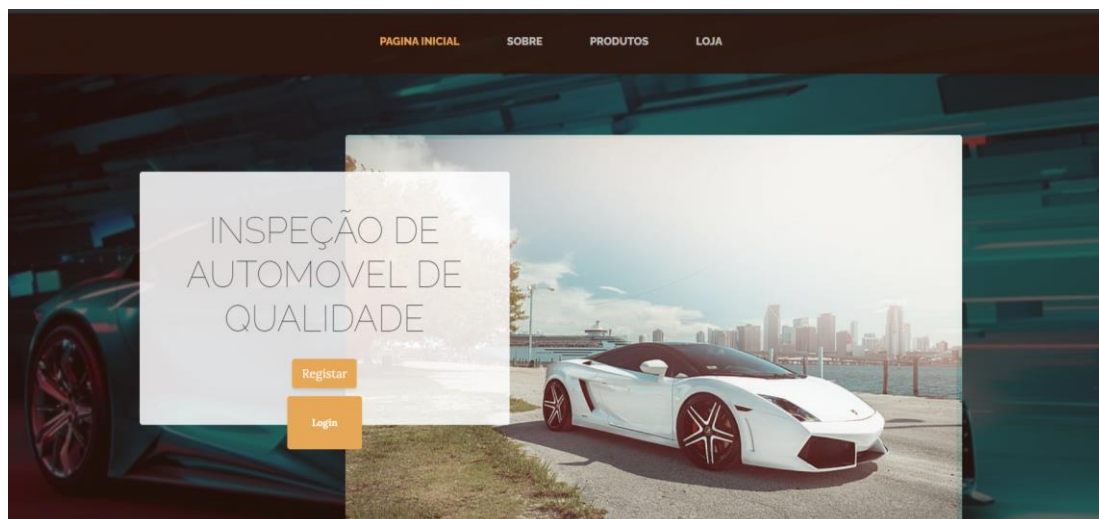 PAGINA INICIAL SOBRE PRODUTOS LOJA
INSPEÇÃO DE
AUTOMOVEL DE
QUALIDADE
Registar
Login